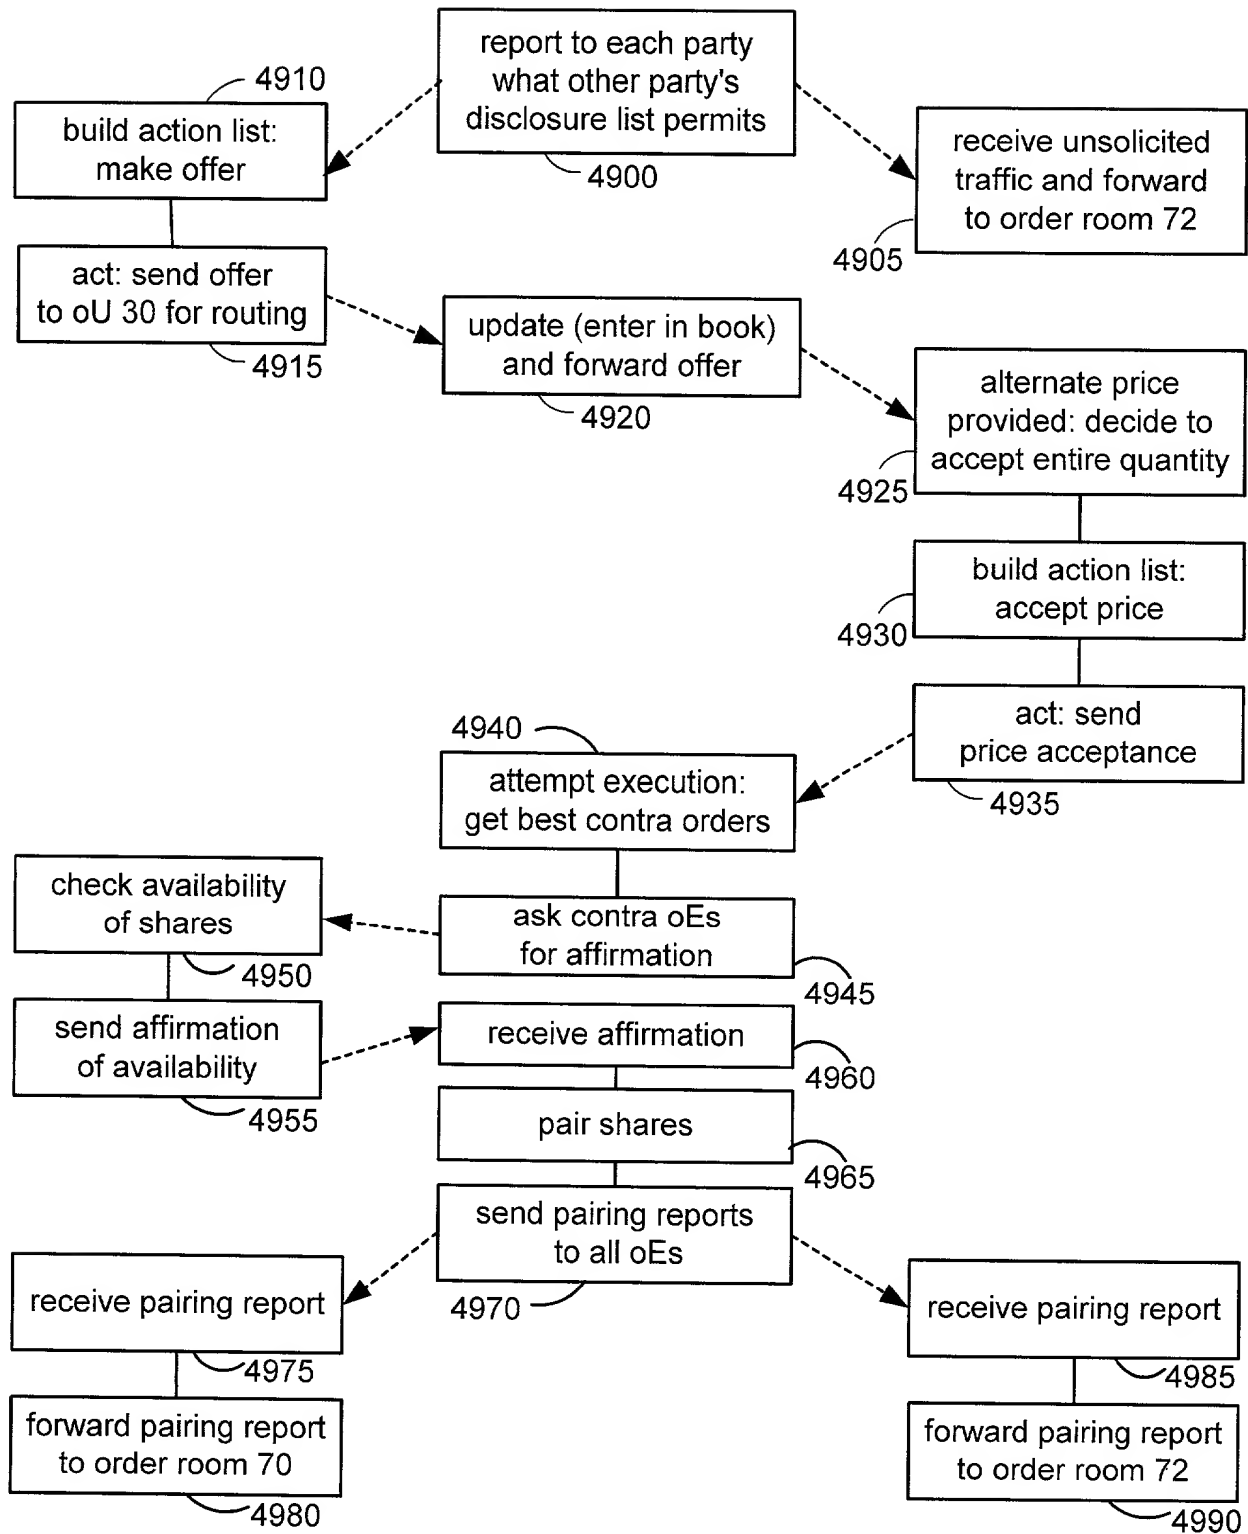 report to each party
what other party's
disclosure list permits
4900
4910
build action list:
make offer
receive unsolicited
traffic and forward
to order room 72
4905
act: send offer
to oU 30 for routing
4915
update (enter in book)
and forward offer
4920
alternate price
provided: decide to
accept entire quantity
4925
build action list:
accept price
4930
act: send
price acceptance
4935
4940
attempt execution:
get best contra orders
ask contra oEs
for affirmation
4945
check availability
of shares
4950
send affirmation
of availability
4955
receive affirmation
4960
pair shares
4965
send pairing reports
to all oEs
4970
receive pairing report
4975
forward pairing report
to order room 70
4980
receive pairing report
4985
forward pairing report
to order room 72
4990